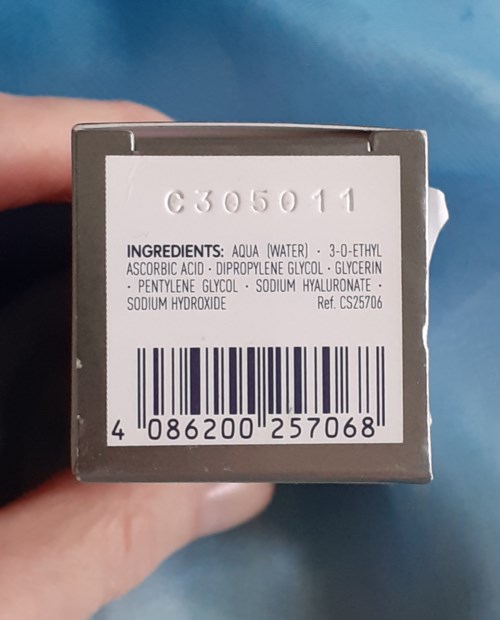 C305011
INGREDIENTS: AQUA (WATER) · 3-O-ETHYL
ASCORBIC ACID · DIPROPYLENE GLYCOL · GLYCERIN
· PENTYLENE GLYCOL · SODIUM HYALURONATE ·
SODIUM HYDROXIDE Ref. CS25706
4 086200 257068